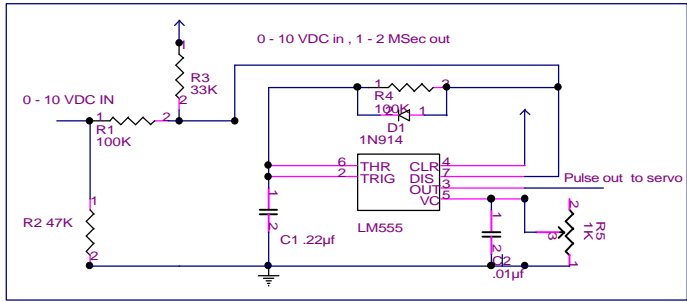 0 - 10 VDC in , 1 - 2 MSec out
1
R3
33K
2
0 - 10 VDC IN
1 2
R1
100K
1 3
R4
100K
2 1
D1
1N914
6 THR CLR 4
2 TRIG DIS 7
OUT 3
VC 5
Pulse out to servo
LM555
1
R2 47K
2
1
2
C1 .22µf
1
2
C2
.01µf
2
R5
1K
3
1